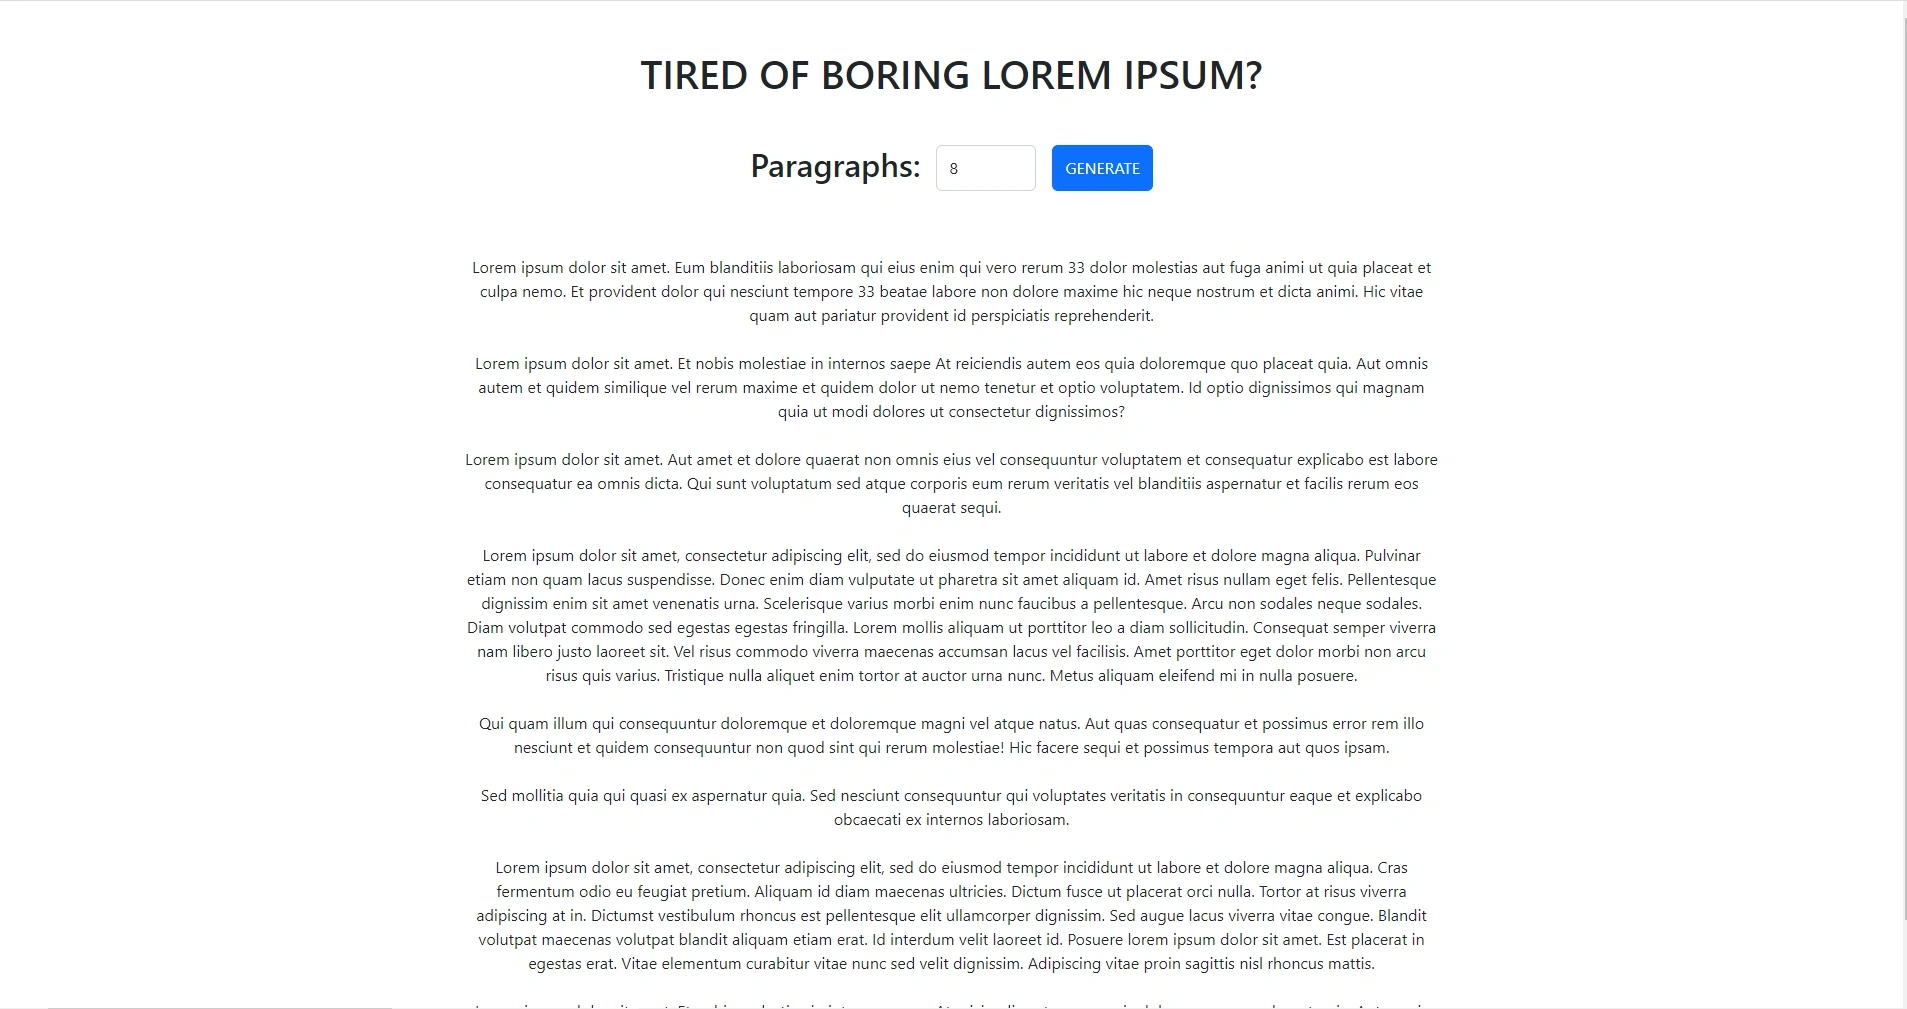 TIRED OF BORING LOREM IPSUM?
Paragraphs: 8 GENERATE
Lorem ipsum dolor sit amet. Eum blanditiis laboriosam qui eius enim qui vero rerum 33 dolor molestias aut fuga animi ut quia placeat et
culpa nemo. Et provident dolor qui nesciunt tempore 33 beatae labore non dolore maxime hic neque nostrum et dicta animi. Hic vitae
quam aut pariatur provident id perspiciatis reprehenderit.
Lorem ipsum dolor sit amet. Et nobis molestiae in internos saepe At reiciendis autem eos quia doloremque quo placeat quia. Aut omnis
autem et quidem similique vel rerum maxime et quidem dolor ut nemo tenetur et optio voluptatem. Id optio dignissimos qui magnam
quia ut modi dolores ut consectetur dignissimos?
Lorem ipsum dolor sit amet. Aut amet et dolore quaerat non omnis eius vel consequuntur voluptatem et consequatur explicabo est labore
consequatur ea omnis dicta. Qui sunt voluptatum sed atque corporis eum rerum veritatis vel blanditiis aspernatur et facilis rerum eos
quaerat sequi.
Lorem ipsum dolor sit amet, consectetur adipiscing elit, sed do eiusmod tempor incididunt ut labore et dolore magna aliqua. Pulvinar
etiam non quam lacus suspendisse. Donec enim diam vulputate ut pharetra sit amet aliquam id. Amet risus nullam eget felis. Pellentesque
dignissim enim sit amet venenatis urna. Scelerisque varius morbi enim nunc faucibus a pellentesque. Arcu non sodales neque sodales.
Diam volutpat commodo sed egestas egestas fringilla. Lorem mollis aliquam ut porttitor leo a diam sollicitudin. Consequat semper viverra
nam libero justo laoreet sit. Vel risus commodo viverra maecenas accumsan lacus vel facilisis. Amet porttitor eget dolor morbi non arcu
risus quis varius. Tristique nulla aliquet enim tortor at auctor urna nunc. Metus aliquam eleifend mi in nulla posuere.
Qui quam illum qui consequuntur doloremque et doloremque magni vel atque natus. Aut quas consequatur et possimus error rem illo
nesciunt et quidem consequuntur non quod sint qui rerum molestiae! Hic facere sequi et possimus tempora aut quos ipsam.
Sed mollitia quia qui quasi ex aspernatur quia. Sed nesciunt consequuntur qui voluptates veritatis in consequuntur eaque et explicabo
obcaecati ex internos laboriosam.
Lorem ipsum dolor sit amet, consectetur adipiscing elit, sed do eiusmod tempor incididunt ut labore et dolore magna aliqua. Cras
fermentum odio eu feugiat pretium. Aliquam id diam maecenas ultricies. Dictum fusce ut placerat orci nulla. Tortor at risus viverra
adipiscing at in. Dictumst vestibulum rhoncus est pellentesque elit ullamcorper dignissim. Sed augue lacus viverra vitae congue. Blandit
volutpat maecenas volutpat blandit aliquam etiam erat. Id interdum velit laoreet id. Posuere lorem ipsum dolor sit amet. Est placerat in
egestas erat. Vitae elementum curabitur vitae nunc sed velit dignissim. Adipiscing vitae proin sagittis nisl rhoncus mattis.